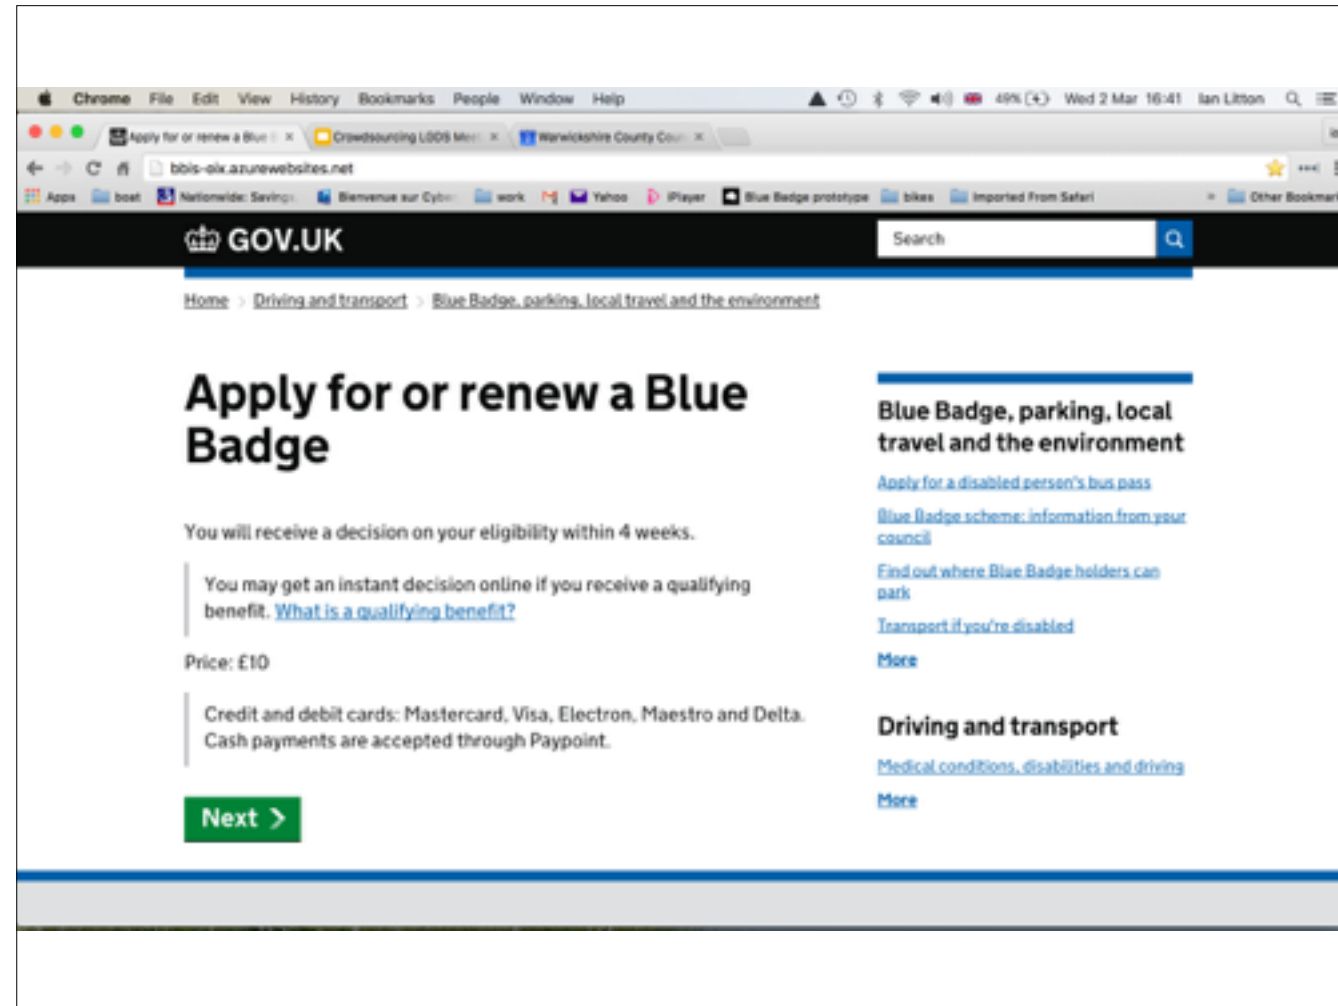 Chrome File Edit View History Bookmarks People Window Help 49% Wed 2 Mar 16:41 Ian Litton
Apply for or renew a Blue Crowdsourcing LGDS Warwickshire County
bbis-oix.azurewebsites.net
Apps boat Nationwide: Bienvenue sur work Yahoo iPlayer Blue Badge prototype bikes Imported From Safari » Other
GOV.UK Search
Home > Driving and transport > Blue Badge, parking, local travel and the environment
Apply for or renew a Blue
Badge
You will receive a decision on your eligibility within 4 weeks.
You may get an instant decision online if you receive a qualifying
benefit. What is a qualifying benefit?
Price: £10
Credit and debit cards: Mastercard, Visa, Electron, Maestro and Delta.
Cash payments are accepted through Paypoint.
Next
Blue Badge, parking, local
travel and the environment
Apply for a disabled person's bus pass
Blue Badge scheme: information from your
council
Find out where Blue Badge holders can
park
Transport if you're disabled
More
Driving and transport
Medical conditions, disabilities and driving
More